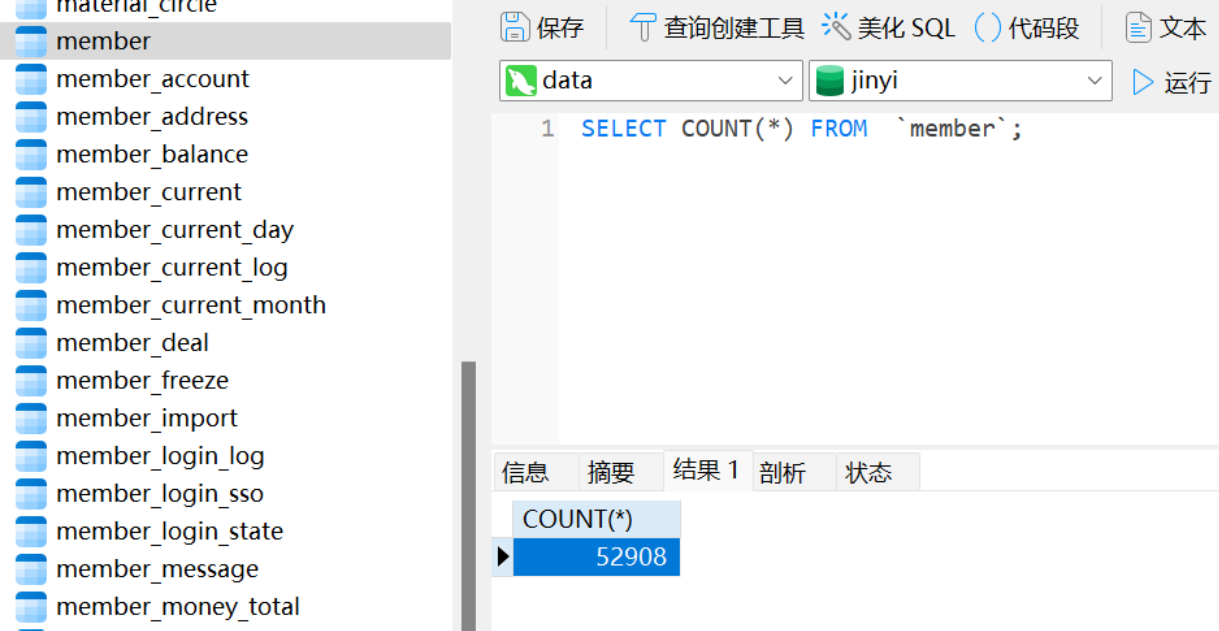 material_circle
member
member_account
member_address
member_balance
member_current
member_current_day
member_current_log
member_current_month
member_deal
member_freeze
member_import
member_login_log
member_login_sso
member_login_state
member_message
member_money_total
保存 查询创建工具 美化 SQL 代码段 文本
data jinyi 运行
1 SELECT COUNT(*) FROM `member`;
信息 摘要 结果 1 剖析 状态
COUNT(*)
52908